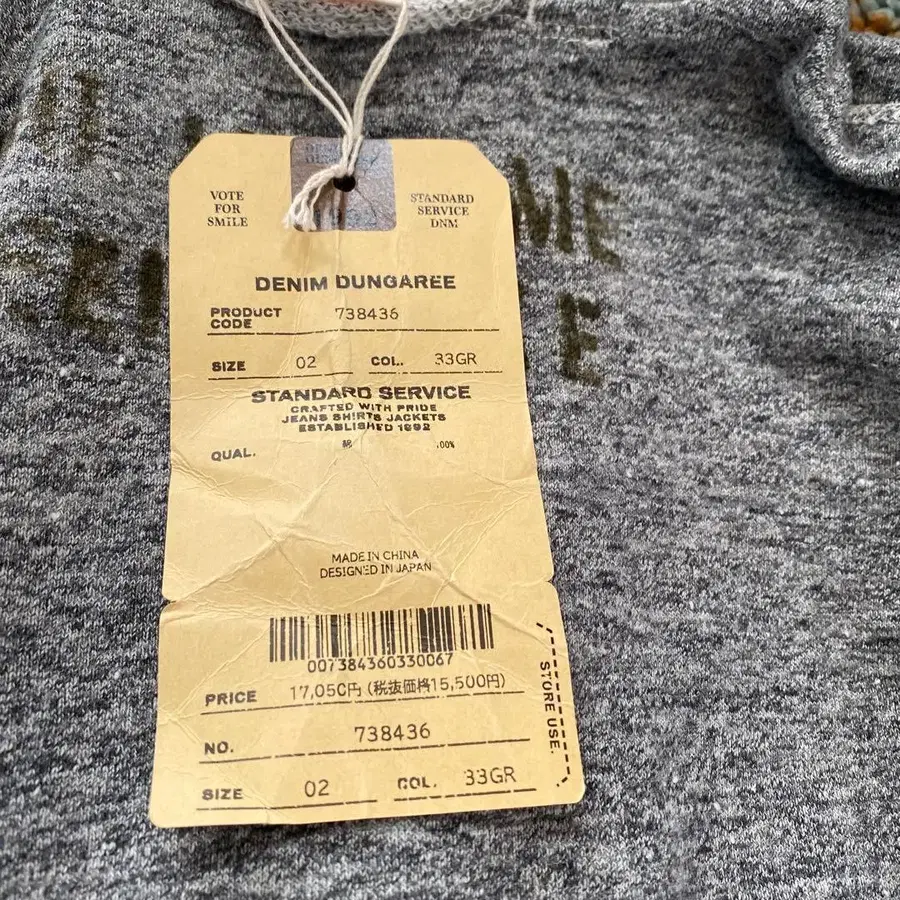 VOTE
FOR
SMILE
STANDARD
SERVICE
DNM
DENIM DUNGAREE
PRODUCT
CODE
738436
SIZE 02 COL. 33GR
STANDARD SERVICE
CRAFTED WITH PRIDE
JEANS SHIRTS JACKETS
ESTABLISHED 1992
綿 100%
QUAL.
MADE IN CHINA
DESIGNED IN JAPAN
007384360330067
PRICE 17,050円 (税抜価格15,500円)
NO. 738436
SIZE 02 COL. 33GR
STORE USE.
ME
E